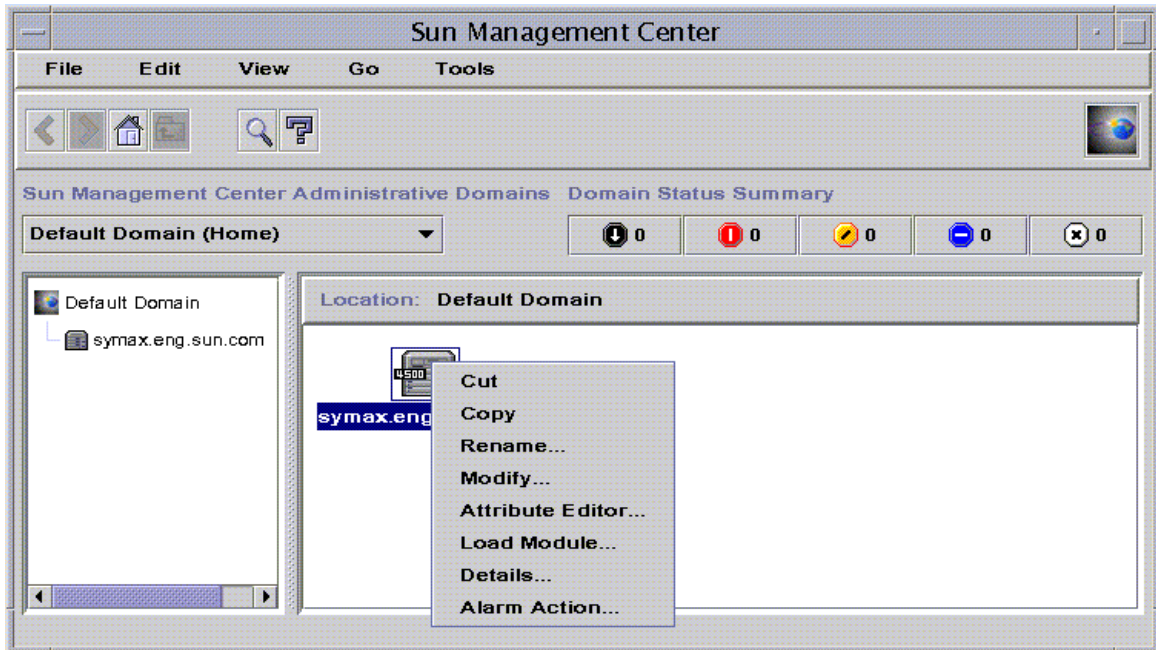 Sun Management Center
File Edit View Go Tools
Sun Management Center Administrative Domains Domain Status Summary
Default Domain (Home) 0 0 0 0 0
Default Domain
symax.eng.sun.com
Location: Default Domain
4500
symax.eng
Cut
Copy
Rename...
Modify...
Attribute Editor...
Load Module...
Details...
Alarm Action...